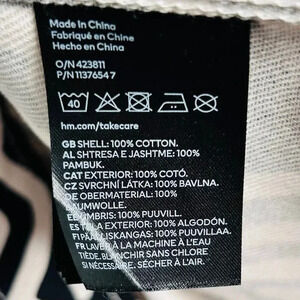 Made in China
Fabriqué en Chine
Hecho en China
O/N 423811
P/N 1137654 7
40
hm.com/takecare
GB SHELL: 100% COTTON.
AL SHTRESA E JASHTME: 100%
PAMBUK.
CAT EXTERIOR: 100% COTÓ.
CZ SVRCHNÍ LÁTKA: 100% BAVLNA.
DE OBERMATERIAL: 100%
BAUMWOLLE.
EE ÜMBRIS: 100% PUUVILL.
ES TELA EXTERIOR: 100% ALGODÓN.
FI PÄÄLLISKANGAS: 100% PUUVILLAA.
FR LAVER À LA MACHINE À L'EAU
TIÈDE. BLANCHIR SANS CHLORE
SI NÉCESSAIRE. SÉCHER À L'AIR